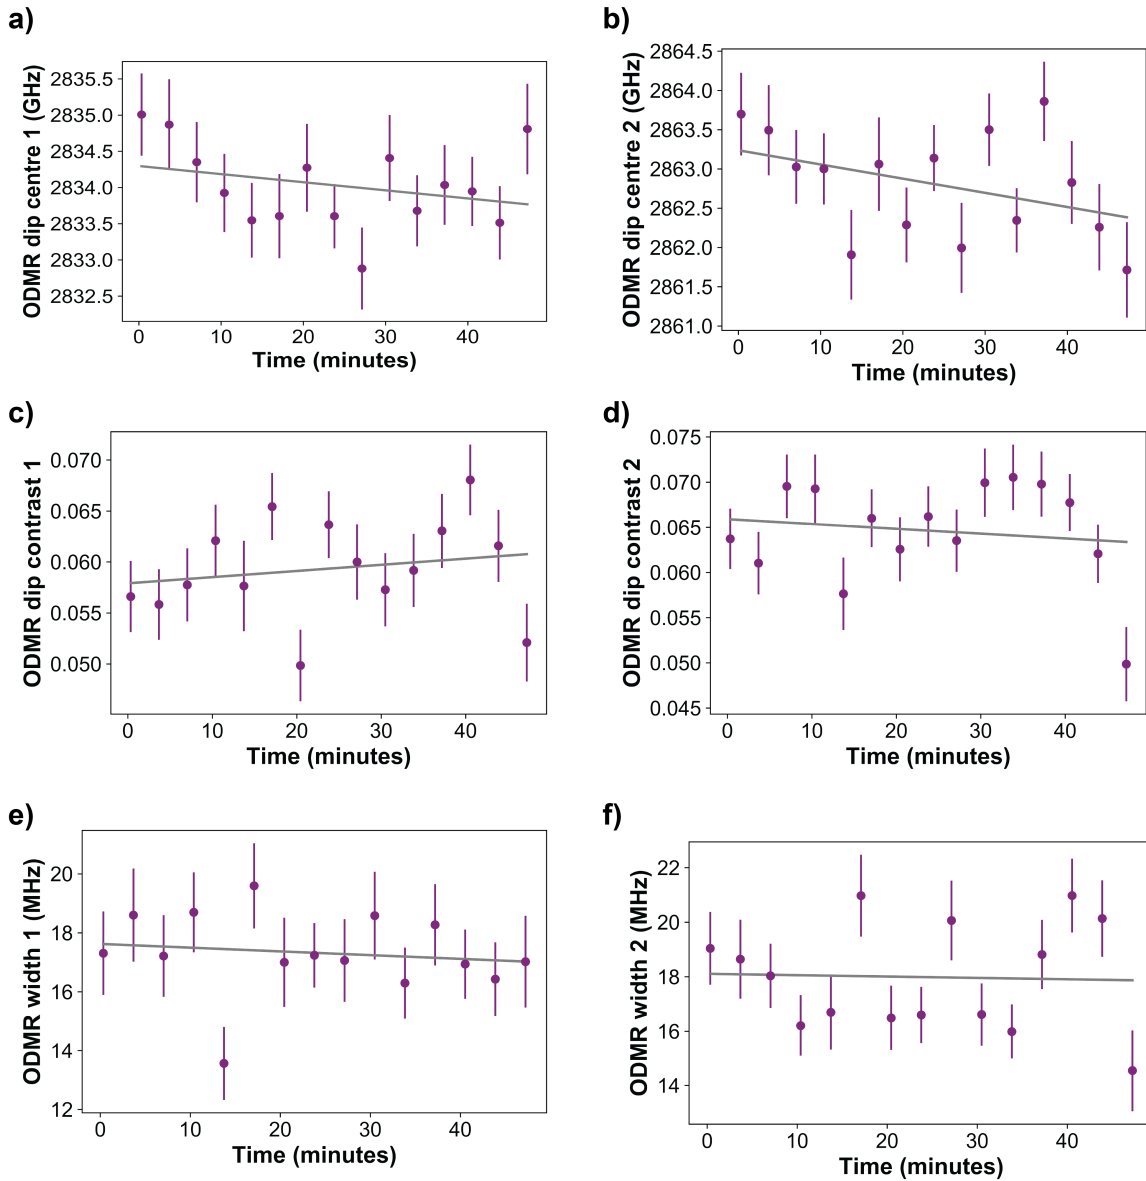 a)
ODMR dip centre 1 (GHz)
2835.5
2835.0
2834.5
2834.0
2833.5
2833.0
2832.5
0 10 20 30 40
Time (minutes)
b)
ODMR dip centre 2 (GHz)
2864.5
2864.0
2863.5
2863.0
2862.5
2862.0
2861.5
2861.0
0 10 20 30 40
Time (minutes)
c)
ODMR dip contrast 1
0.070
0.065
0.060
0.055
0.050
0 10 20 30 40
Time (minutes)
d)
ODMR dip contrast 2
0.075
0.070
0.065
0.060
0.055
0.050
0.045
0 10 20 30 40
Time (minutes)
e)
ODMR width 1 (MHz)
20
18
16
14
12
0 10 20 30 40
Time (minutes)
f)
ODMR width 2 (MHz)
22
20
18
16
14
0 10 20 30 40
Time (minutes)